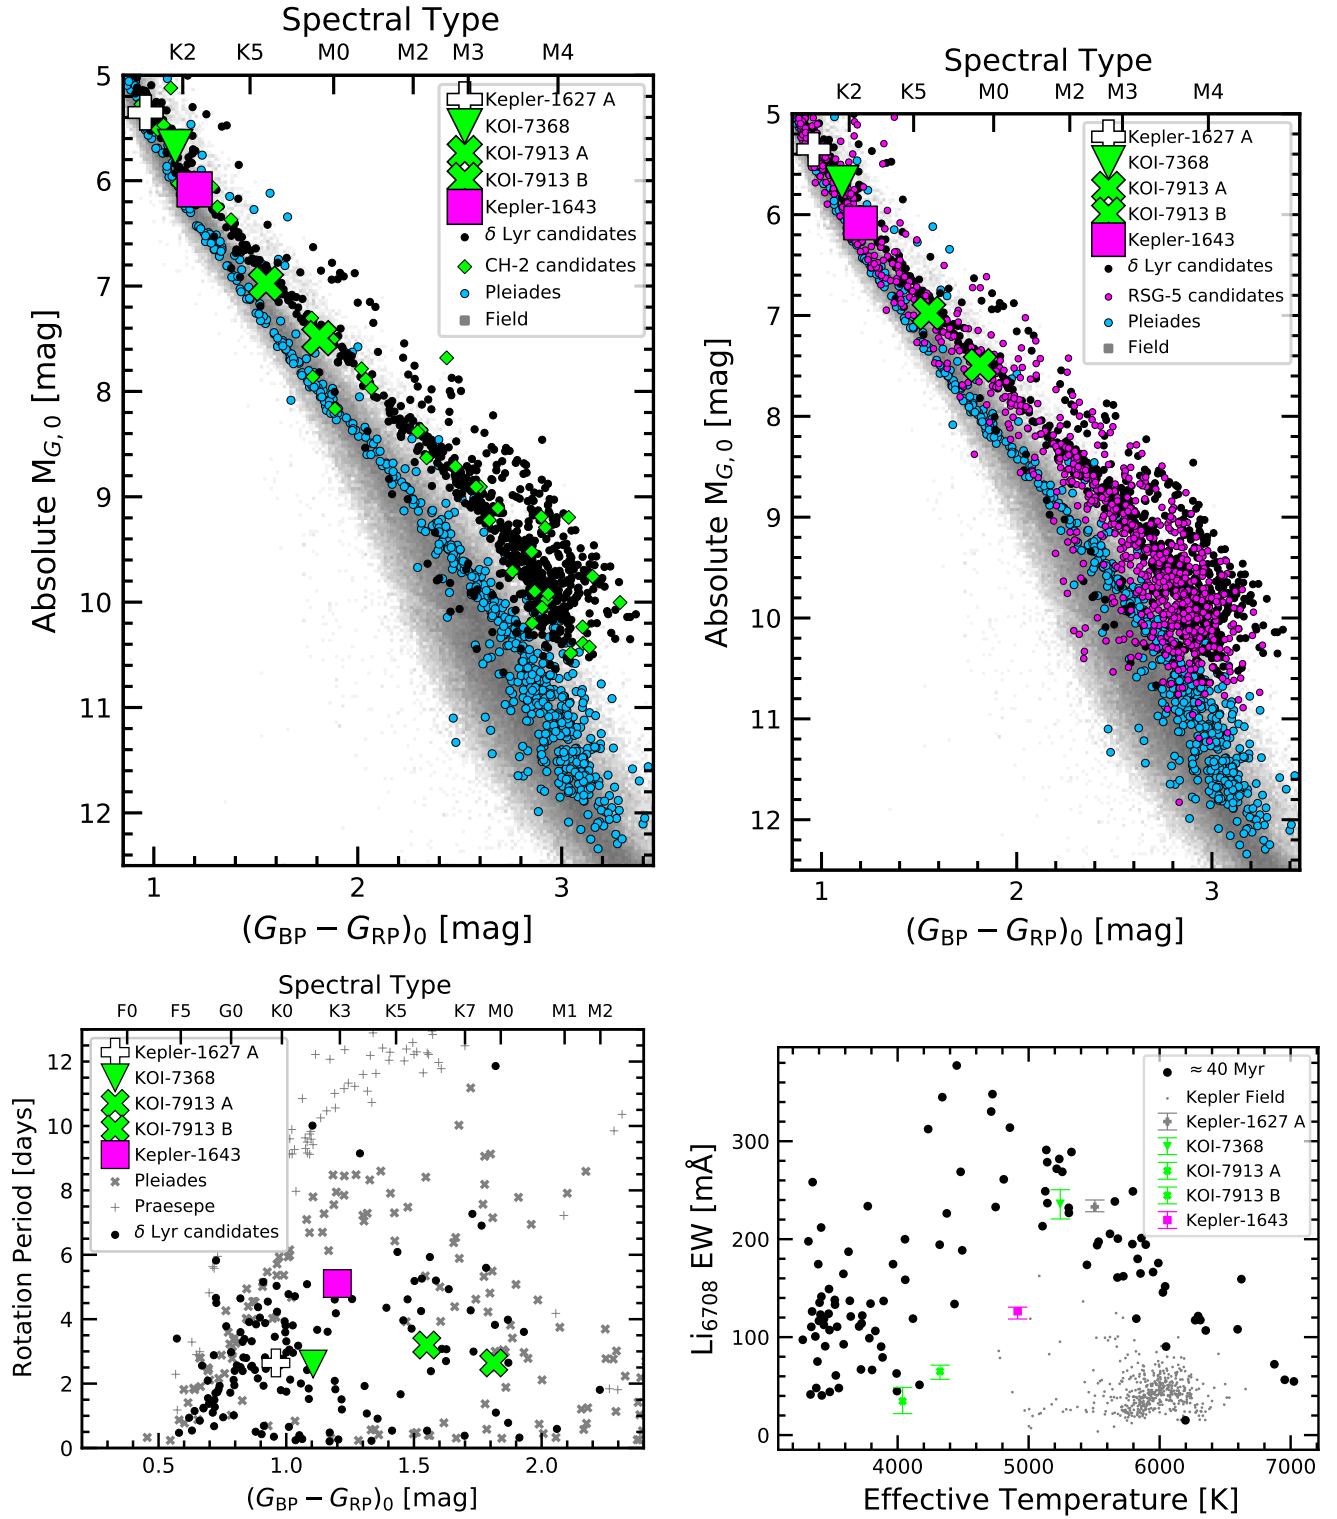 Spectral Type
K2 K5 M0 M2 M3 M4
5
6
7
8
9
10
11
12
Absolute M_{G, 0} [mag]
Kepler-1627 A
KOI-7368
KOI-7913 A
KOI-7913 B
Kepler-1643
δ Lyr candidates
CH-2 candidates
Pleiades
Field
1 2 3
(G_BP − G_RP)_0 [mag]
Spectral Type
K2 K5 M0 M2 M3 M4
5
6
7
8
9
10
11
12
Absolute M_{G, 0} [mag]
Kepler-1627 A
KOI-7368
KOI-7913 A
KOI-7913 B
Kepler-1643
δ Lyr candidates
RSG-5 candidates
Pleiades
Field
1 2 3
(G_BP − G_RP)_0 [mag]
Spectral Type
F0 F5 G0 K0 K3 K5 K7 M0 M1 M2
12
10
8
6
4
2
0
Rotation Period [days]
Kepler-1627 A
KOI-7368
KOI-7913 A
KOI-7913 B
Kepler-1643
Pleiades
Praesepe
δ Lyr candidates
0.5 1.0 1.5 2.0
(G_BP − G_RP)_0 [mag]
300
200
100
0
Li_6708 EW [mÅ]
≈ 40 Myr
Kepler Field
Kepler-1627 A
KOI-7368
KOI-7913 A
KOI-7913 B
Kepler-1643
4000 5000 6000 7000
Effective Temperature [K]